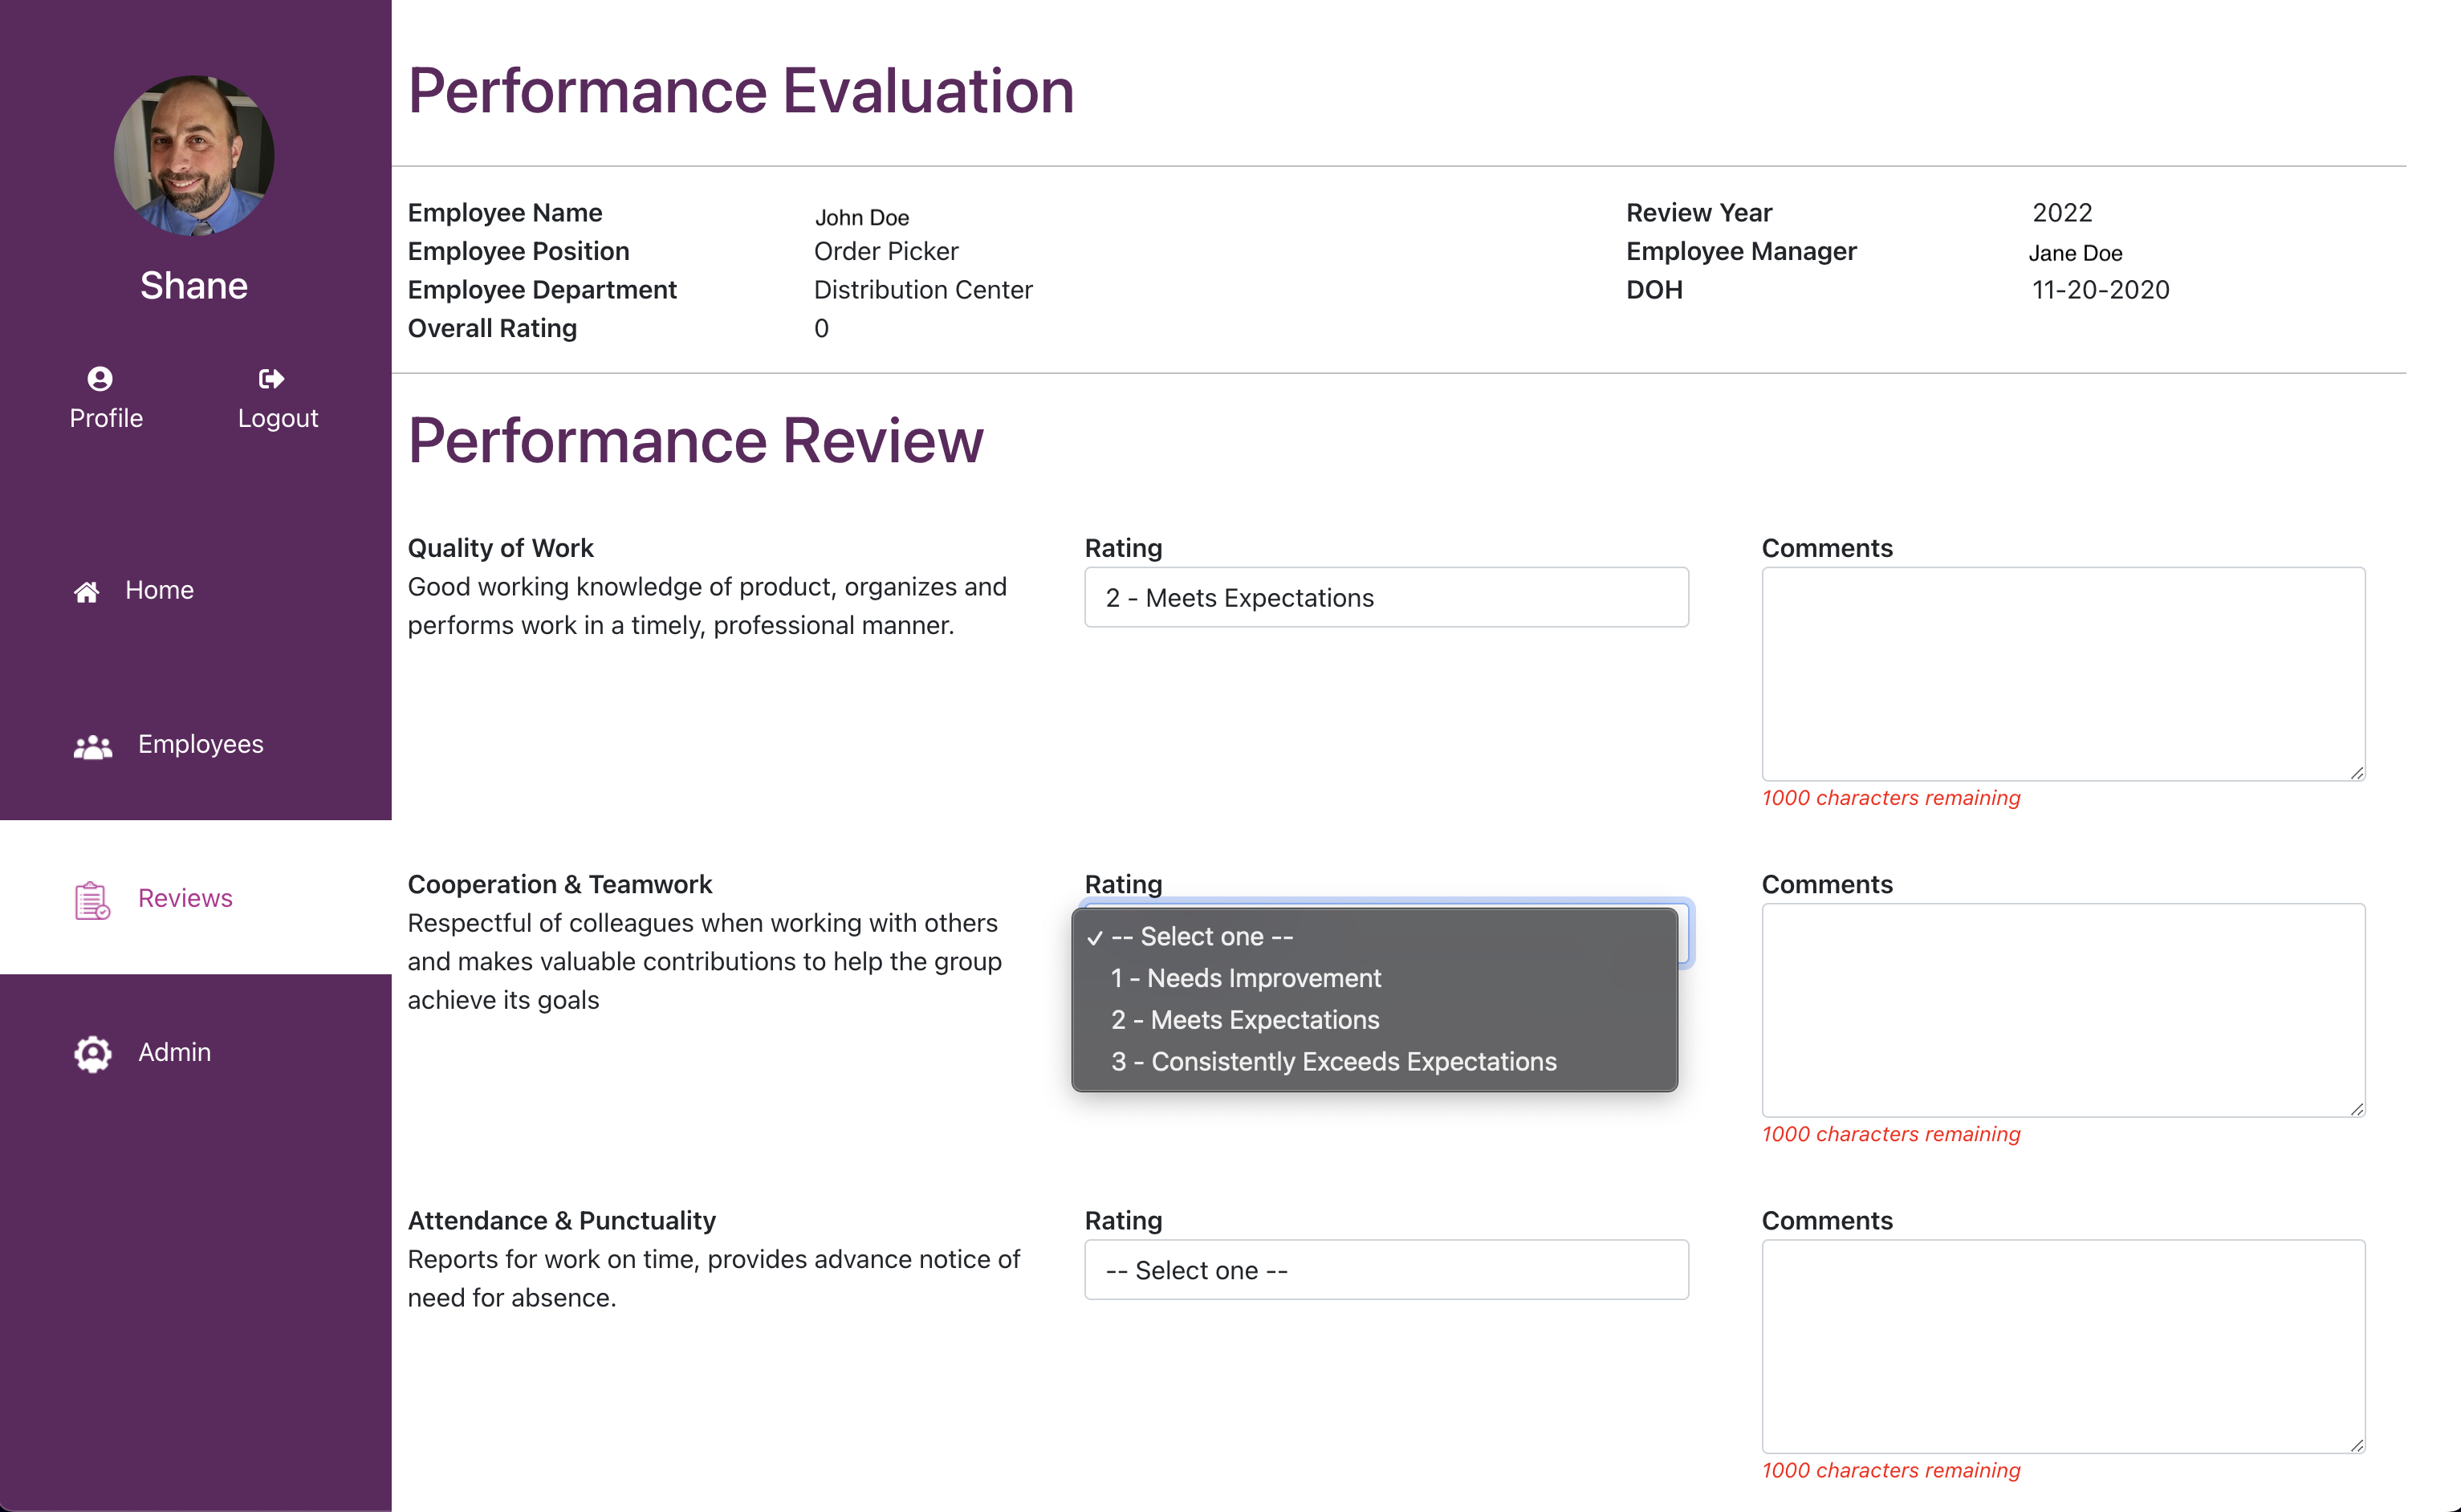 Shane
Profile
Logout
Home
Employees
Reviews
Admin
Performance Evaluation
Employee Name John Doe
Employee Position Order Picker
Employee Department Distribution Center
Overall Rating 0
Review Year 2022
Employee Manager Jane Doe
DOH 11-20-2020
Performance Review
Quality of Work
Good working knowledge of product, organizes and
performs work in a timely, professional manner.
Rating
2 - Meets Expectations
Comments
1000 characters remaining
Cooperation & Teamwork
Respectful of colleagues when working with others
and makes valuable contributions to help the group
achieve its goals
Rating
✓ -- Select one --
1 - Needs Improvement
2 - Meets Expectations
3 - Consistently Exceeds Expectations
Comments
1000 characters remaining
Attendance & Punctuality
Reports for work on time, provides advance notice of
need for absence.
Rating
-- Select one --
Comments
1000 characters remaining